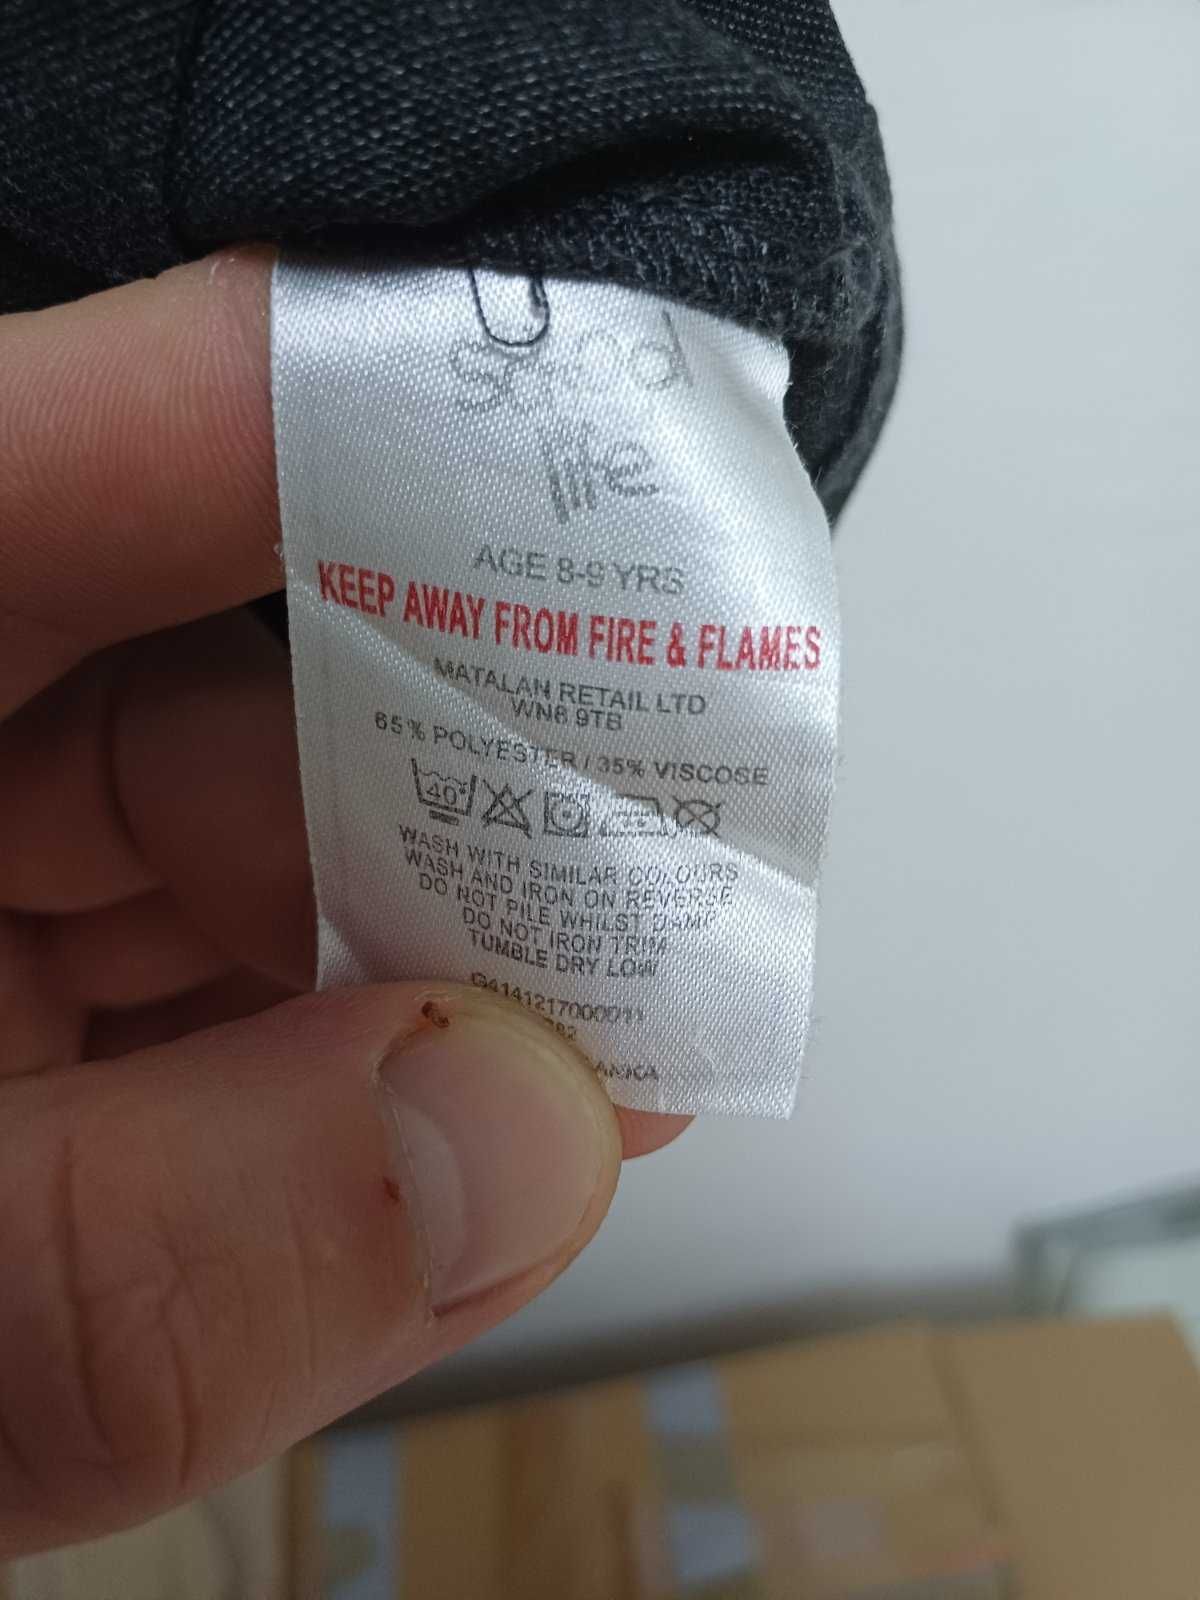 life
AGE 8-9 YRS
KEEP AWAY FROM FIRE & FLAMES
MATALAN RETAIL LTD
WN6 9TB
65% POLYESTER / 35% VISCOSE
40°
WASH WITH SIMILAR COLOURS
WASH AND IRON ON REVERSE
DO NOT PILE WHILST DAMP
DO NOT IRON TRIM
TUMBLE DRY LOW